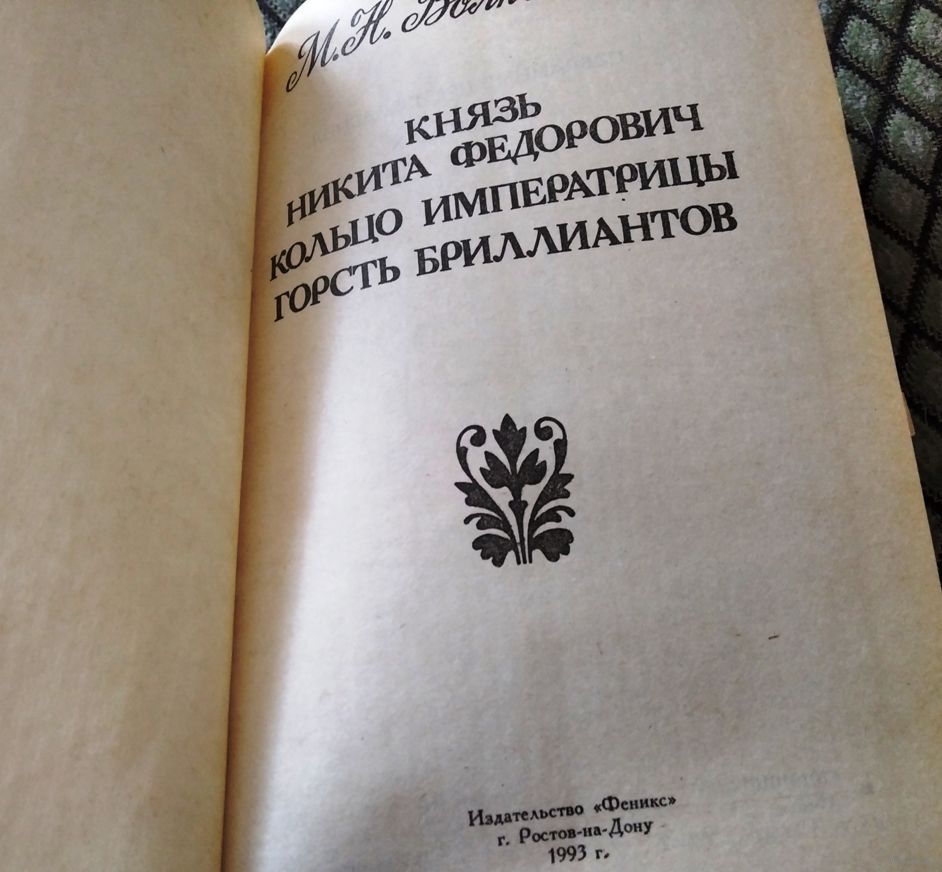 М.Н.
КНЯЗЬ
НИКИТА ФЕДОРОВИЧ
КОЛЬЦО ИМПЕРАТРИЦЫ
ГОРСТЬ БРИЛЛИАНТОВ
Издательство «Феникс»
г. Ростов-на-Дону
1993 г.